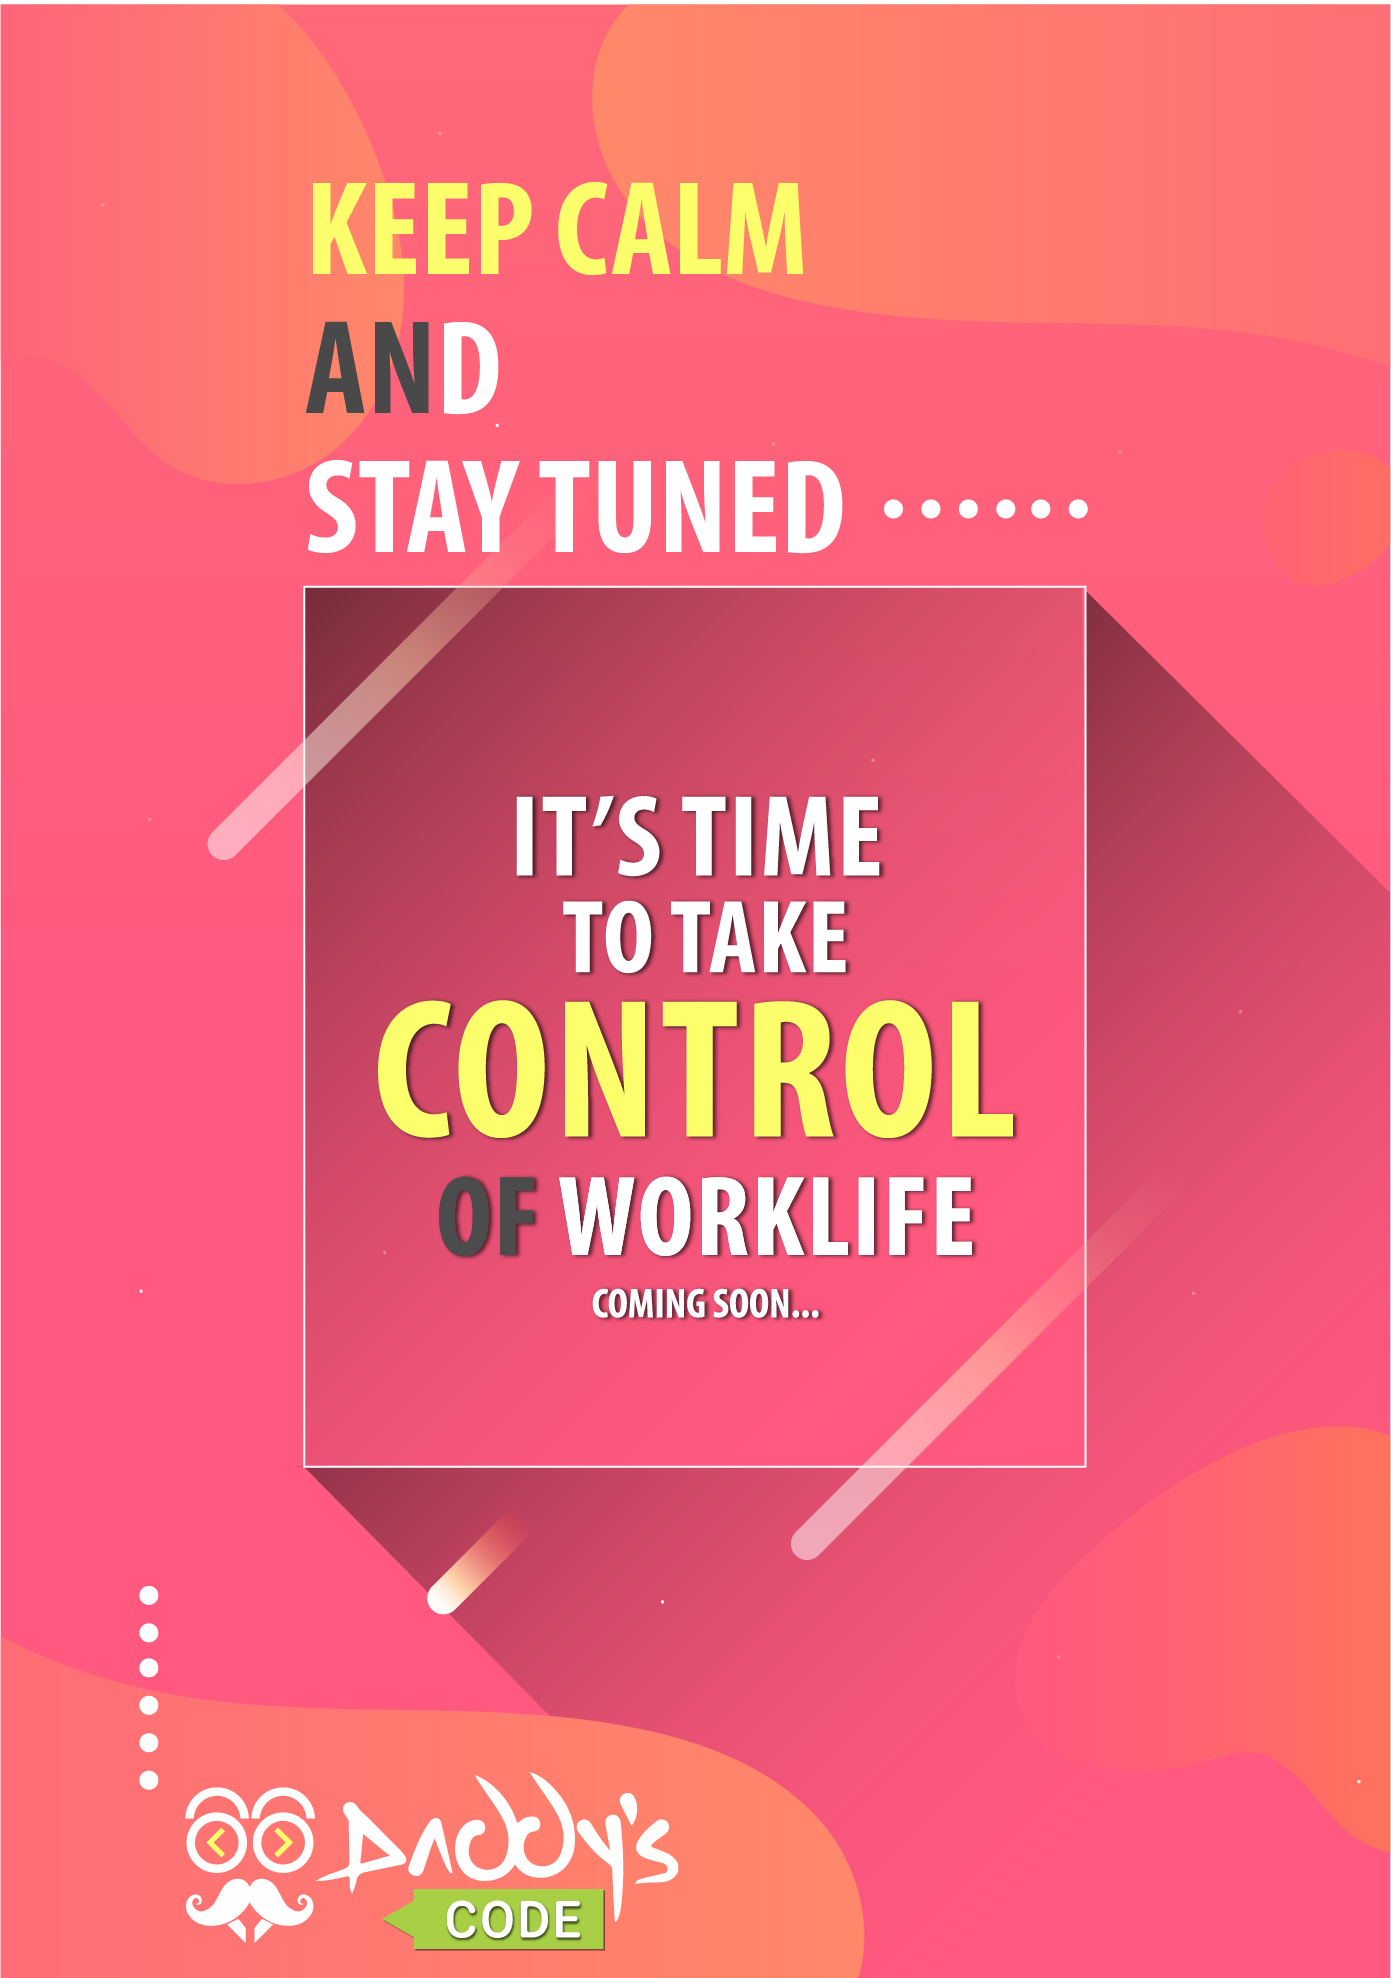 KEEP CALM
AND
STAY TUNED ......
IT'S TIME
TO TAKE
CONTROL
OF WORKLIFE
COMING SOON...
Daddy's
CODE